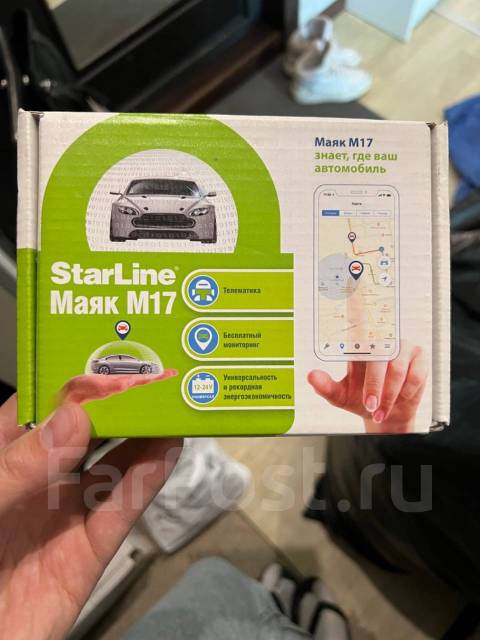 Маяк М17
знает, где ваш
автомобиль
StarLine®
Маяк М17
Телематика
Бесплатный
мониторинг
12-24V
Универсальность
и рекордная
энергоэкономичность
FarPost.ru